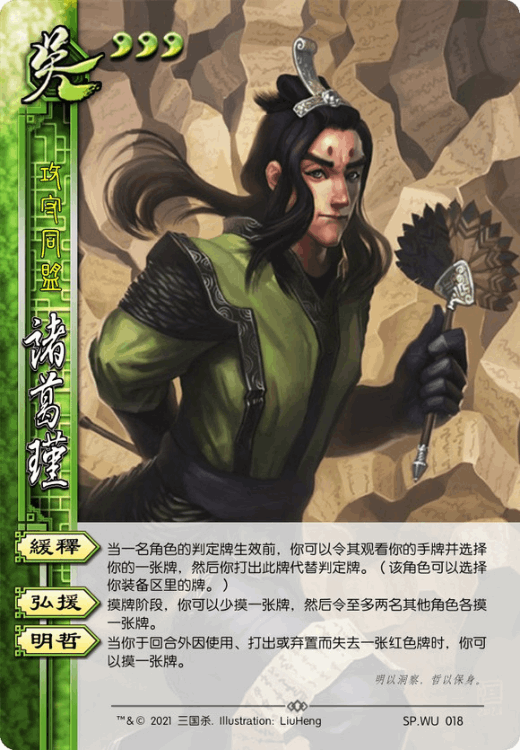 吴
攻守同盟
諸葛瑾
緩釋
当一名角色的判定牌生效前，你可以令其观看你的手牌并选择
你的一张牌，然后你打出此牌代替判定牌。（该角色可以选择
你装备区里的牌。）
弘援
摸牌阶段，你可以少摸一张牌，然后令至多两名其他角色各摸
一张牌。
明哲
当你于回合外因使用、打出或弃置而失去一张红色牌时，你可
以摸一张牌。
明以洞察，哲以保身。
™&© 2021 三国杀. Illustration: LiuHeng
SP.WU 018